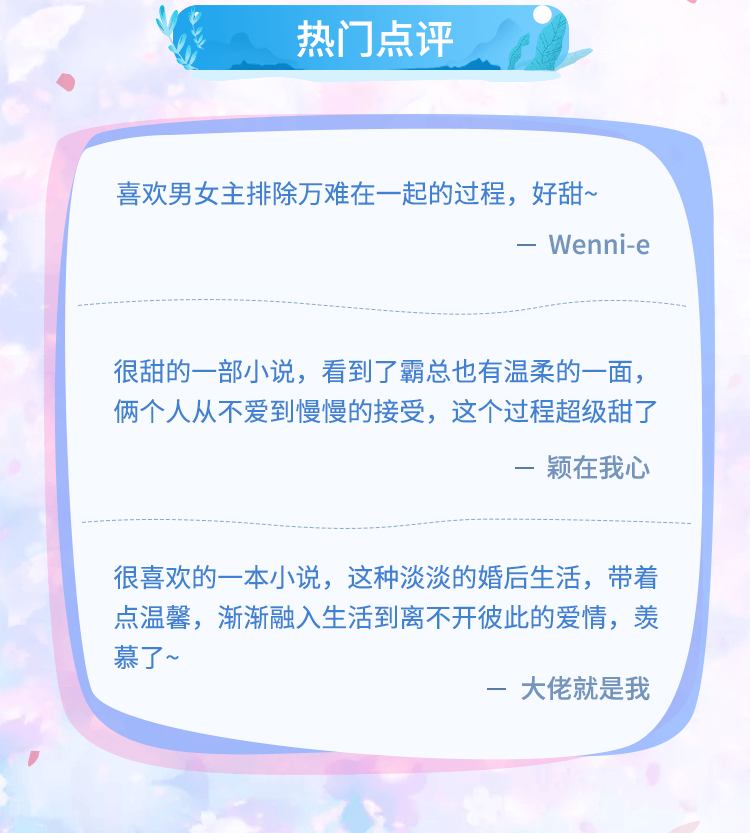 热门点评
喜欢男女主排除万难在一起的过程，好甜~
— Wenni-e
很甜的一部小说，看到了霸总也有温柔的一面，
俩个人从不爱到慢慢的接受，这个过程超级甜了
— 颖在我心
很喜欢的一本小说，这种淡淡的婚后生活，带着
点温馨，渐渐融入生活到离不开彼此的爱情，羡
慕了~
— 大佬就是我